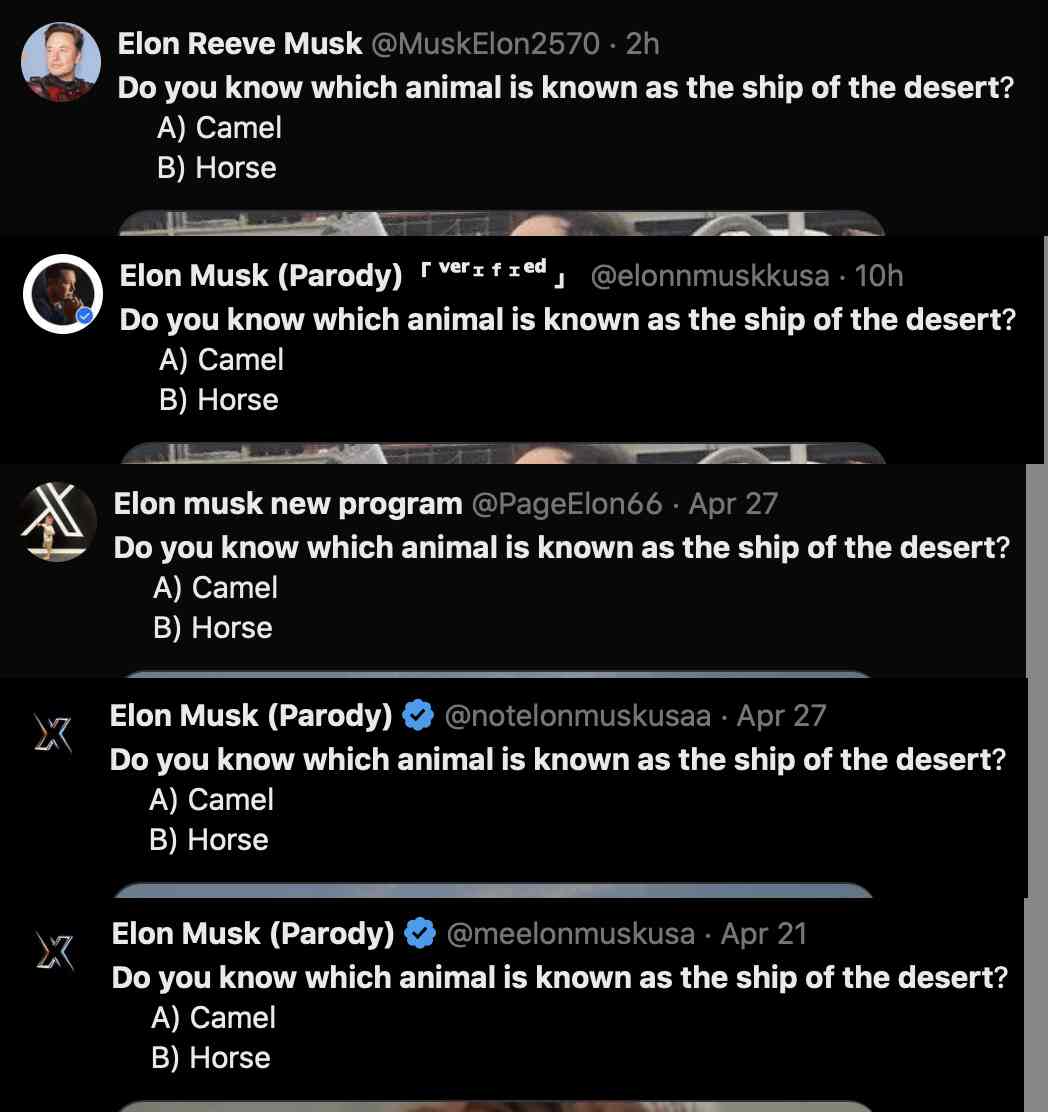 Elon Reeve Musk @MuskElon2570 · 2h
Do you know which animal is known as the ship of the desert?
A) Camel
B) Horse
Elon Musk (Parody) 「 ᵛᵉʳɪ ғ ɪᵉᵈ 」 @elonnmuskkusa · 10h
Do you know which animal is known as the ship of the desert?
A) Camel
B) Horse
Elon musk new program @PageElon66 · Apr 27
Do you know which animal is known as the ship of the desert?
A) Camel
B) Horse
Elon Musk (Parody) @notelonmuskusaa · Apr 27
Do you know which animal is known as the ship of the desert?
A) Camel
B) Horse
Elon Musk (Parody) @meelonmuskusa · Apr 21
Do you know which animal is known as the ship of the desert?
A) Camel
B) Horse